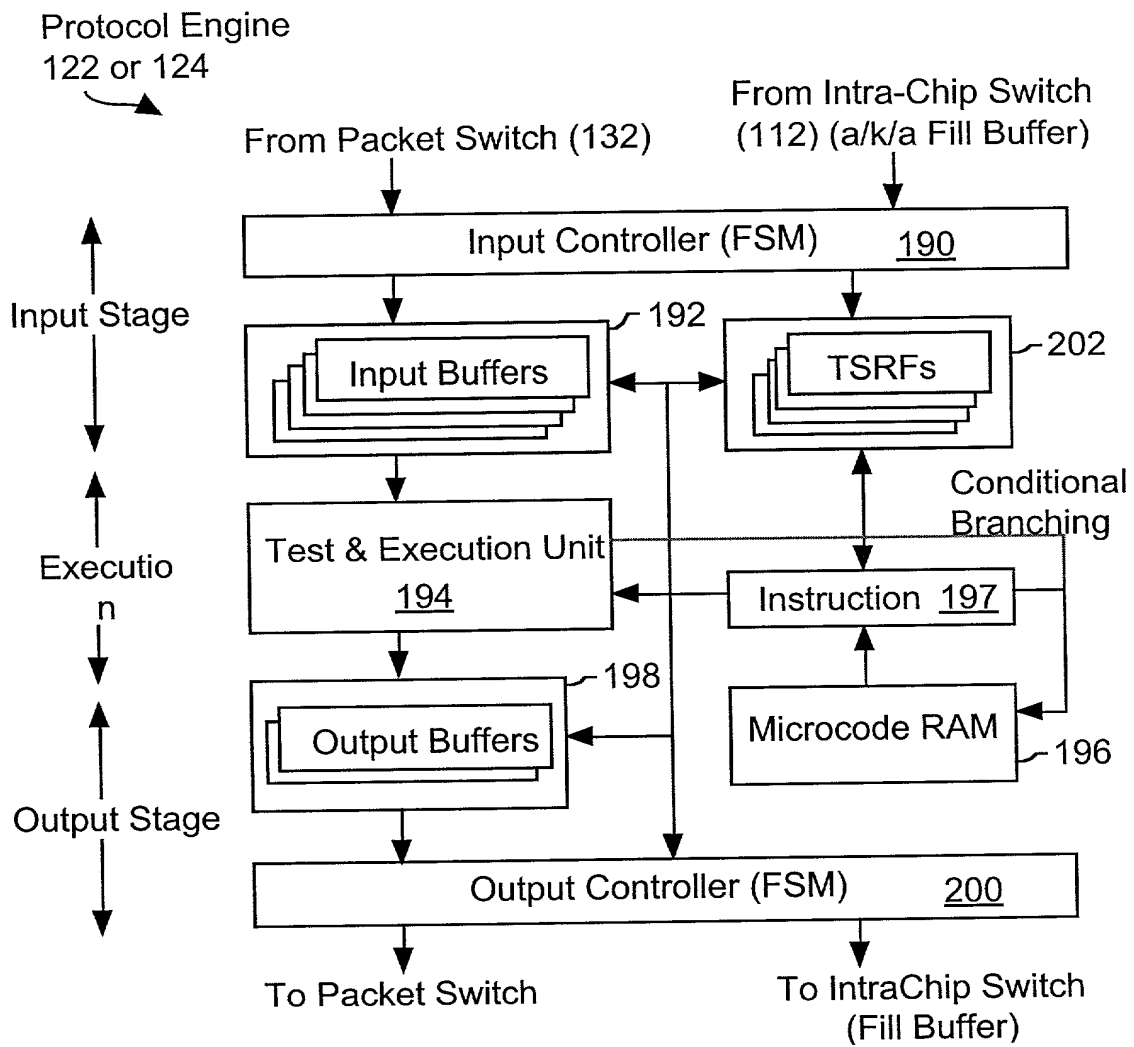 Protocol Engine
122 or 124
From Intra-Chip Switch
(112) (a/k/a Fill Buffer)
From Packet Switch (132)
Input Controller (FSM) 190
Input Stage
192
Input Buffers
TSRFs
202
Conditional
Branching
Test & Execution Unit
194
Executio
n
Instruction 197
198
Output Buffers
Microcode RAM
196
Output Stage
Output Controller (FSM) 200
To Packet Switch
To IntraChip Switch
(Fill Buffer)